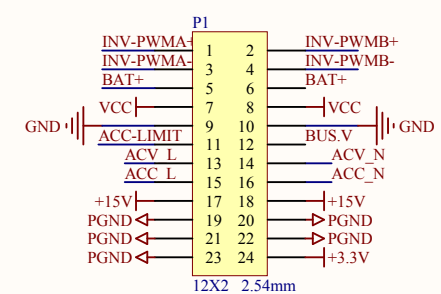 P1
INV-PWMA+ 1 2 INV-PWMB+
INV-PWMA- 3 4 INV-PWMB-
BAT+ 5 6 BAT+
VCC 7 8 VCC
GND 9 10 GND
ACC-LIMIT 11 12 BUS.V
ACV_L 13 14 ACV_N
ACC_L 15 16 ACC_N
+15V 17 18 +15V
PGND 19 20 PGND
PGND 21 22 PGND
PGND 23 24 +3.3V
12X2 2.54mm